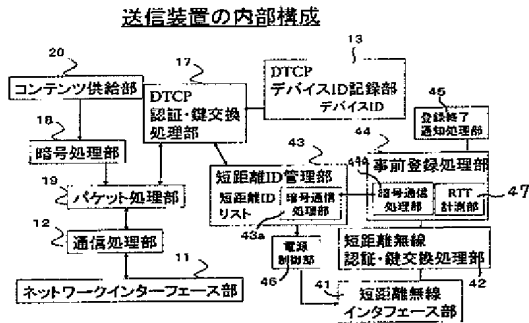 送信装置の内部構成
20
コンテンツ供給部
17
DTCP
認証・鍵交換
処理部
13
DTCP
デバイスID記録部
デバイスID
45
登録終了
通知処理部
18
暗号処理部
43
短距離ID管理部
短距離ID
リスト
暗号通信
処理部
43a
44
事前登録処理部
44a
暗号通信
処理部
RTT
計測部
47
19
パケット処理部
12
通信処理部
電源
制御部
46
短距離無線
認証・鍵交換処理部
42
11
ネットワークインターフェース部
41
短距離無線
インタフェース部